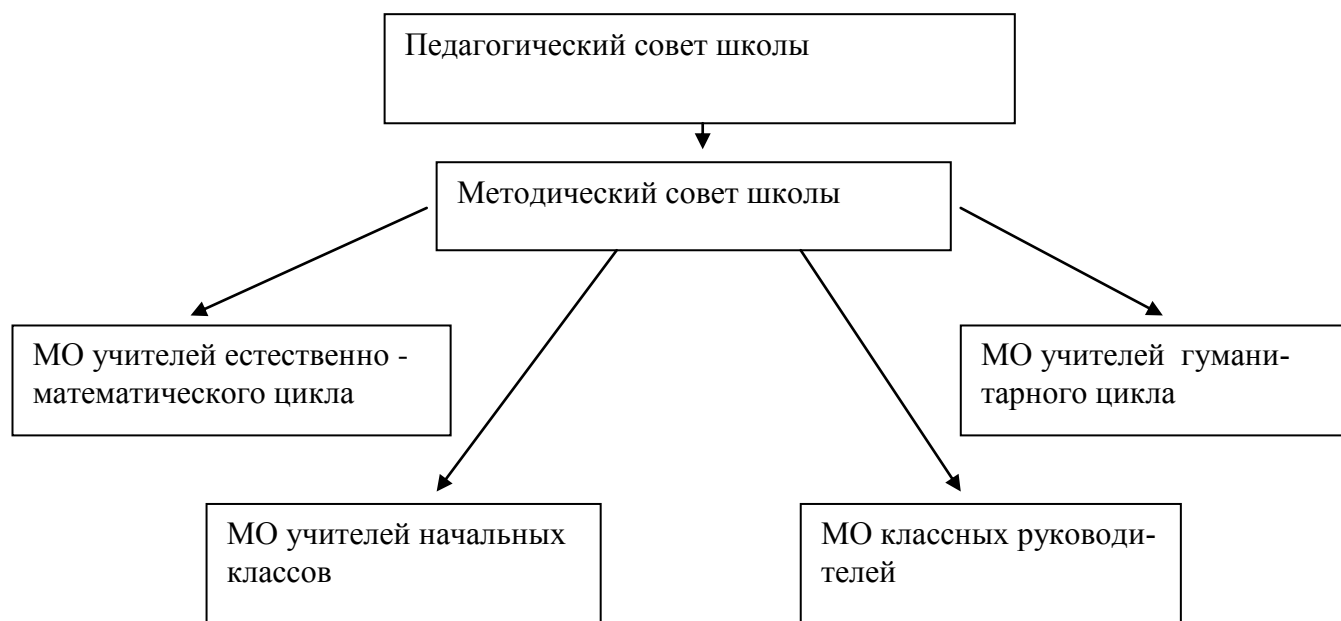 Педагогический совет школы
Методический совет школы
МО учителей естественно -
математического цикла
МО учителей гумани-
тарного цикла
МО учителей начальных
классов
МО классных руководи-
телей